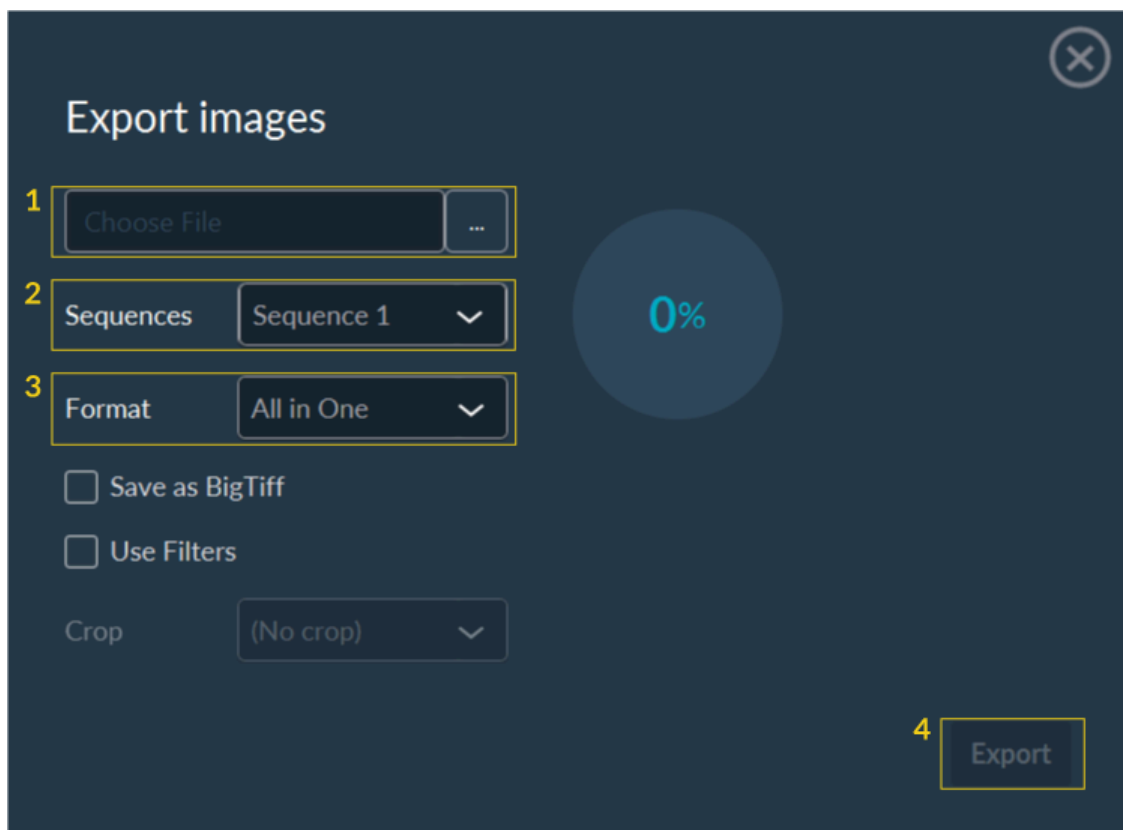 Export images
1
Choose File
...
2
Sequences
Sequence 1
0%
3
Format
All in One
Save as BigTiff
Use Filters
Crop
(No crop)
4
Export